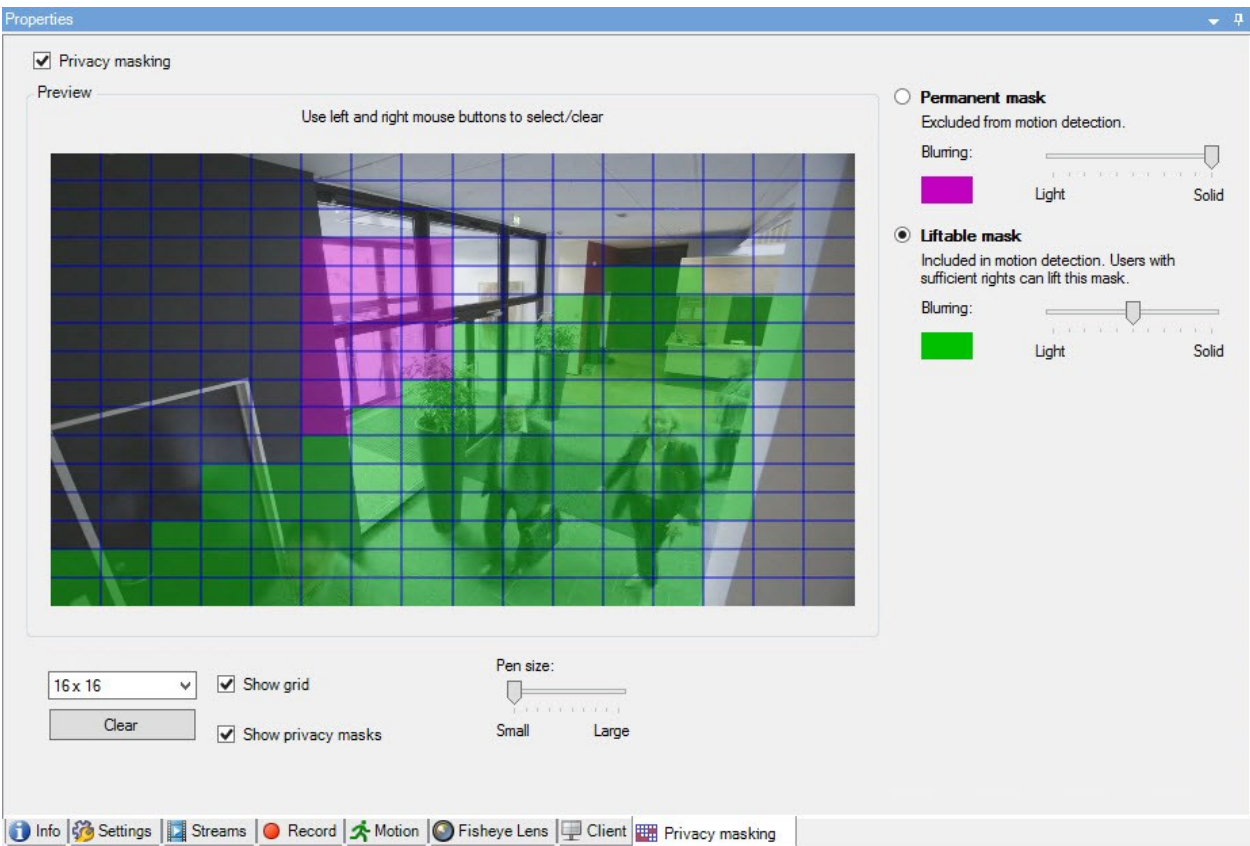 Properties
Privacy masking
Preview
Use left and right mouse buttons to select/clear
Permanent mask
Excluded from motion detection.
Blurring:
Light Solid
Liftable mask
Included in motion detection. Users with
sufficient rights can lift this mask.
Blurring:
Light Solid
16 x 16
Show grid
Clear
Show privacy masks
Pen size:
Small Large
Info Settings Streams Record Motion Fisheye Lens Client Privacy masking